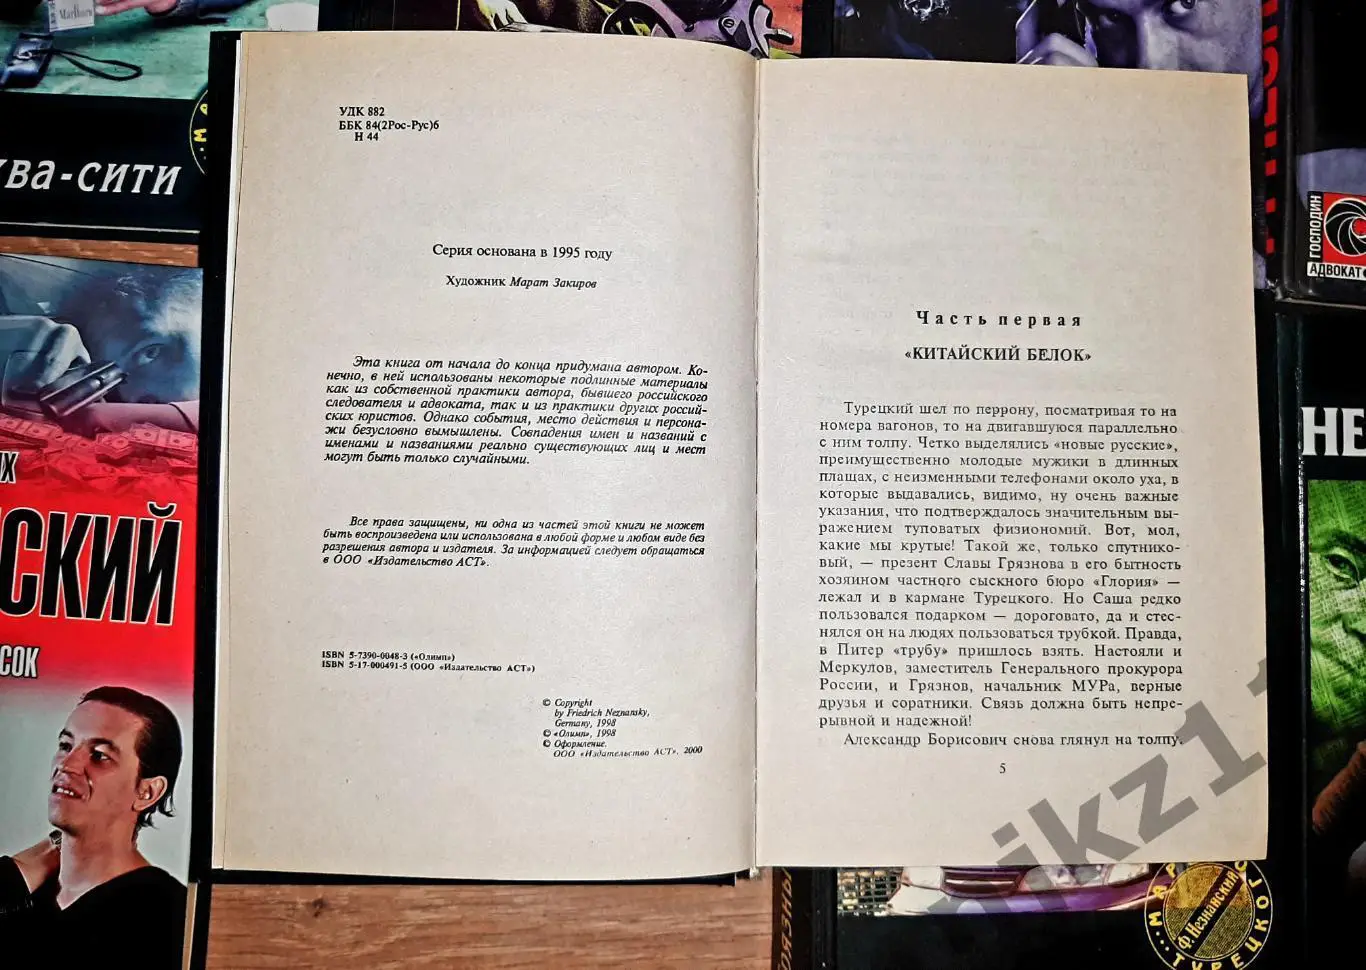 УДК 882
ББК 84(2Рос-Рус)6
Н 44
Серия основана в 1995 году
Художник Марат Закиров
Эта книга от начала до конца придумана автором. Ко-
нечно, в ней использованы некоторые подлинные материалы
как из собственной практики автора, бывшего российского
следователя и адвоката, так и из практики других россий-
ских юристов. Однако события, место действия и персона-
жи безусловно вымышлены. Совпадения имен и названий с
именами и названиями реально существующих лиц и мест
могут быть только случайными.
Все права защищены, ни одна из частей этой книги не может
быть воспроизведена или использована в любой форме и любом виде без
разрешения автора и издателя. За информацией следует обращаться
в ООО «Издательство АСТ».
ISBN 5-7390-0048-3 («Олимп»)
ISBN 5-17-000491-5 (ООО «Издательство АСТ»)
© Copyright
by Friedrich Neznansky,
Germany, 1998
© «Олимп», 1998
© Оформление.
ООО «Издательство АСТ», 2000
Часть первая
«КИТАЙСКИЙ БЕЛОК»
Турецкий шел по перрону, посматривая то на
номера вагонов, то на двигавшуюся параллельно
с ним толпу. Четко выделялись «новые русские»,
преимущественно молодые мужики в длинных
плащах, с неизменными телефонами около уха, в
которые выдавались, видимо, ну очень важные
указания, что подтверждалось значительным вы-
ражением туповатых физиономий. Вот, мол,
какие мы крутые! Такой же, только спутнико-
вый, — презент Славы Грязнова в его бытность
хозяином частного сыскного бюро «Глория» —
лежал и в кармане Турецкого. Но Саша редко
пользовался подарком — дороговато, да и стес-
нялся он на людях пользоваться трубкой. Правда,
в Питер «трубу» пришлось взять. Настояли и
Меркулов, заместитель Генерального прокурора
России, и Грязнов, начальник МУРа, верные
друзья и соратники. Связь должна быть непре-
рывной и надежной!
Александр Борисович снова глянул на толпу.
5
Marlboro
ВА-СИТИ
ИХ
СКИЙ
СОК
ГОСПОДИН
АДВОКАТ
НЕ
МАР
Ф. Незнанский
ТУРЕЦКОГО
nikz11